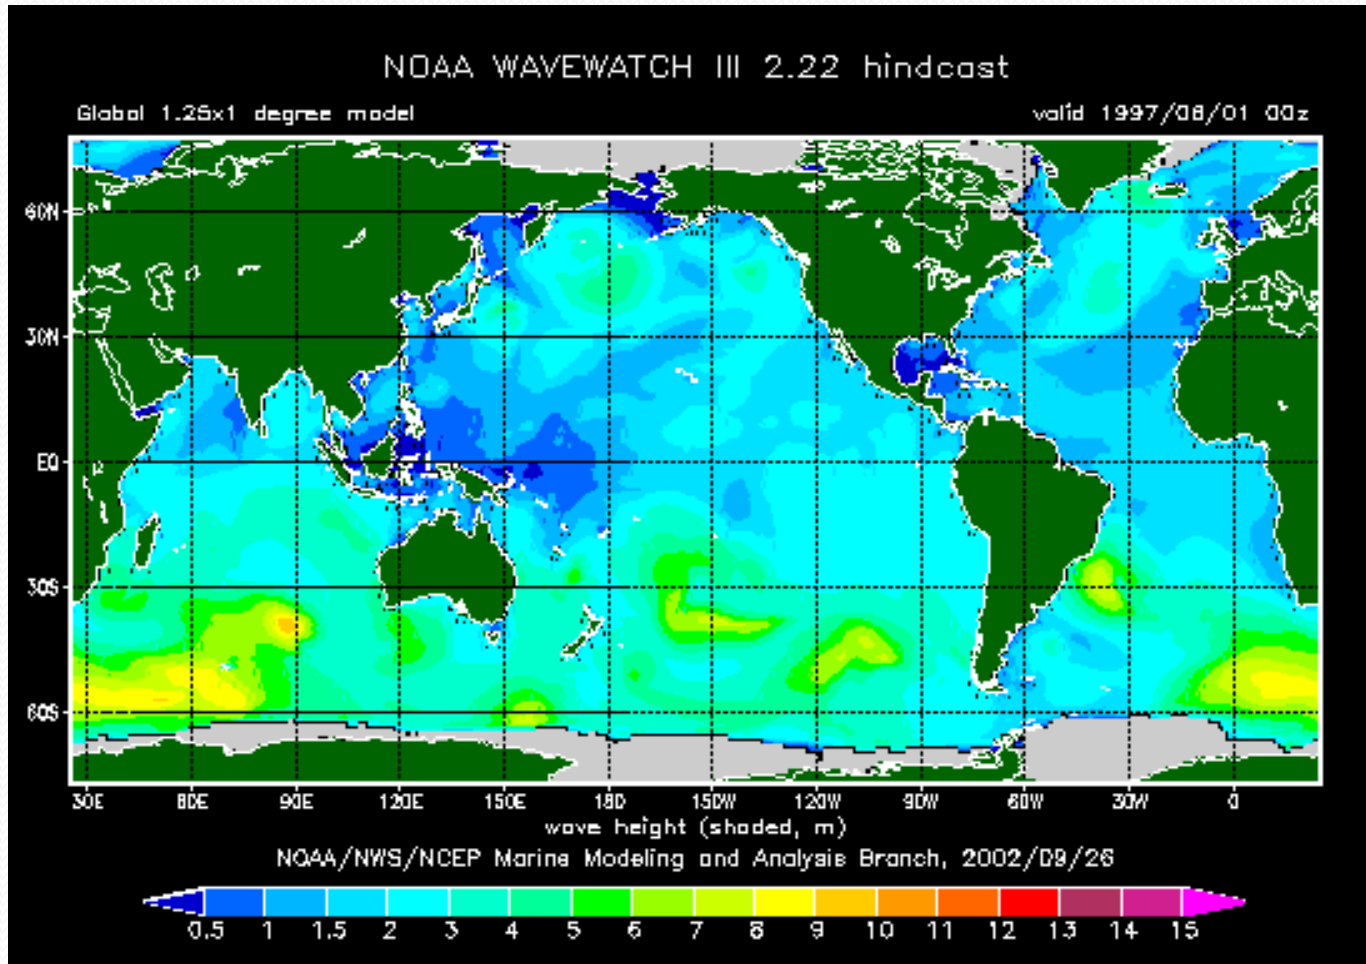 NOAA WAVEWATCH III 2.22 hindcast
Global 1.25x1 degree model valid 1997/08/01 00z
60N
30N
EQ
30S
60S
30E 60E 90E 120E 150E 180 150W 120W 90W 60W 30W 0
wave height (shaded, m)
NOAA/NWS/NCEP Marine Modeling and Analysis Branch, 2002/09/26
0.5 1 1.5 2 3 4 5 6 7 8 9 10 11 12 13 14 15